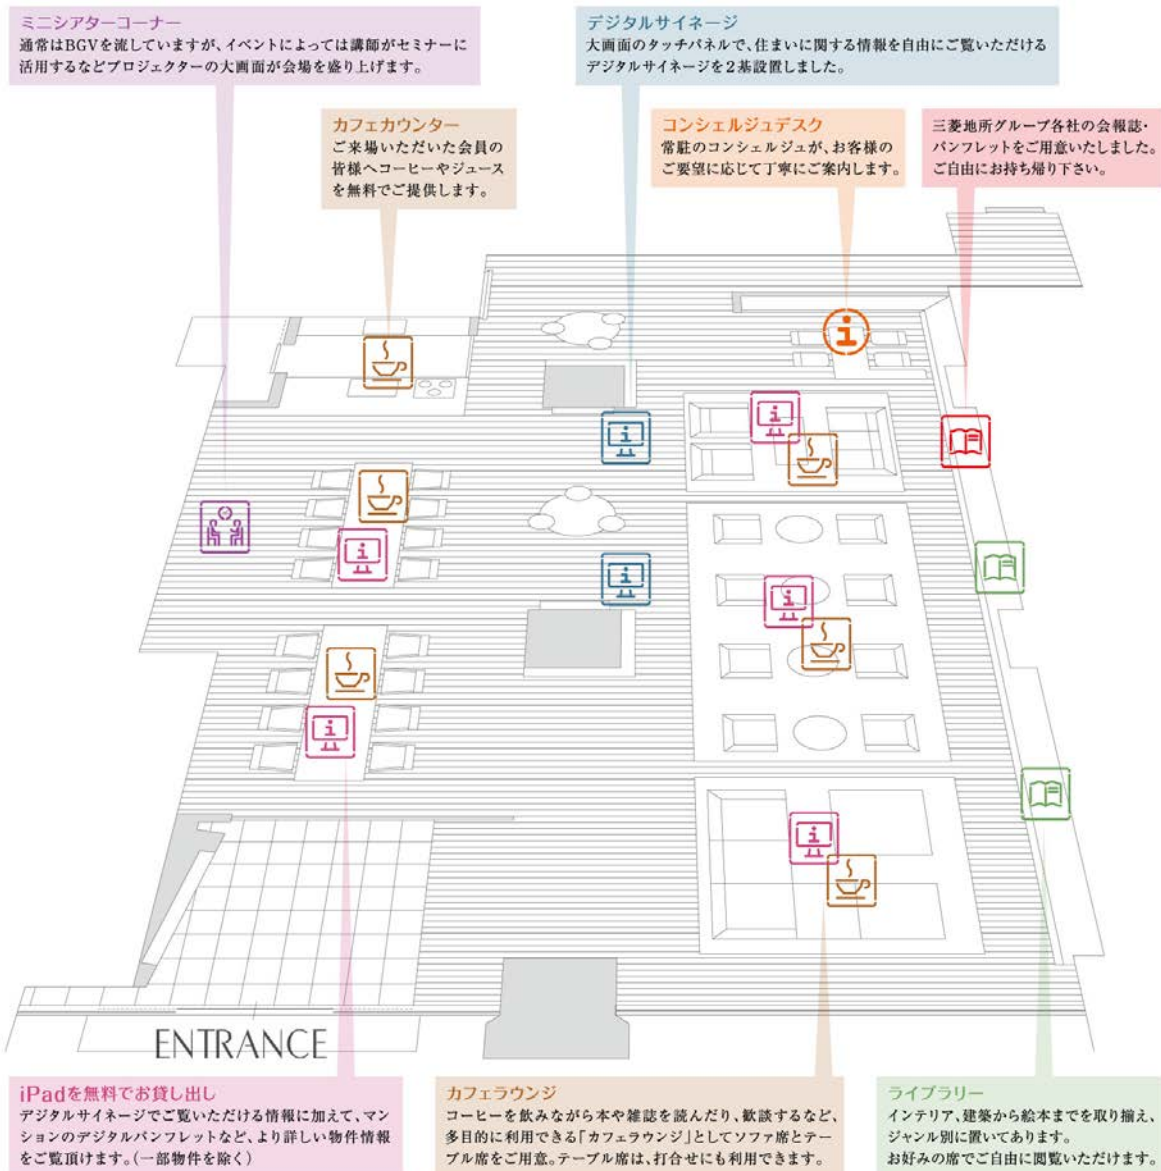 ミニシアターコーナー
通常はBGVを流していますが、イベントによっては講師がセミナーに
活用するなどプロジェクターの大画面が会場を盛り上げます。
デジタルサイネージ
大画面のタッチパネルで、住まいに関する情報を自由にご覧いただける
デジタルサイネージを2基設置しました。
カフェカウンター
ご来場いただいた会員の
皆様へコーヒーやジュース
を無料でご提供します。
コンシェルジュデスク
常駐のコンシェルジュが、お客様の
ご要望に応じて丁寧にご案内します。
三菱地所グループ各社の会報誌・
パンフレットをご用意いたしました。
ご自由にお持ち帰り下さい。
ENTRANCE
iPadを無料でお貸し出し
デジタルサイネージでご覧いただける情報に加えて、マン
ションのデジタルパンフレットなど、より詳しい物件情報
をご覧頂けます。(一部物件を除く)
カフェラウンジ
コーヒーを飲みながら本や雑誌を読んだり、歓談するなど、
多目的に利用できる「カフェラウンジ」としてソファ席とテー
ブル席をご用意。テーブル席は、打合せにも利用できます。
ライブラリー
インテリア、建築から絵本までを取り揃え、
ジャンル別に置いてあります。
お好みの席でご自由に閲覧いただけます。